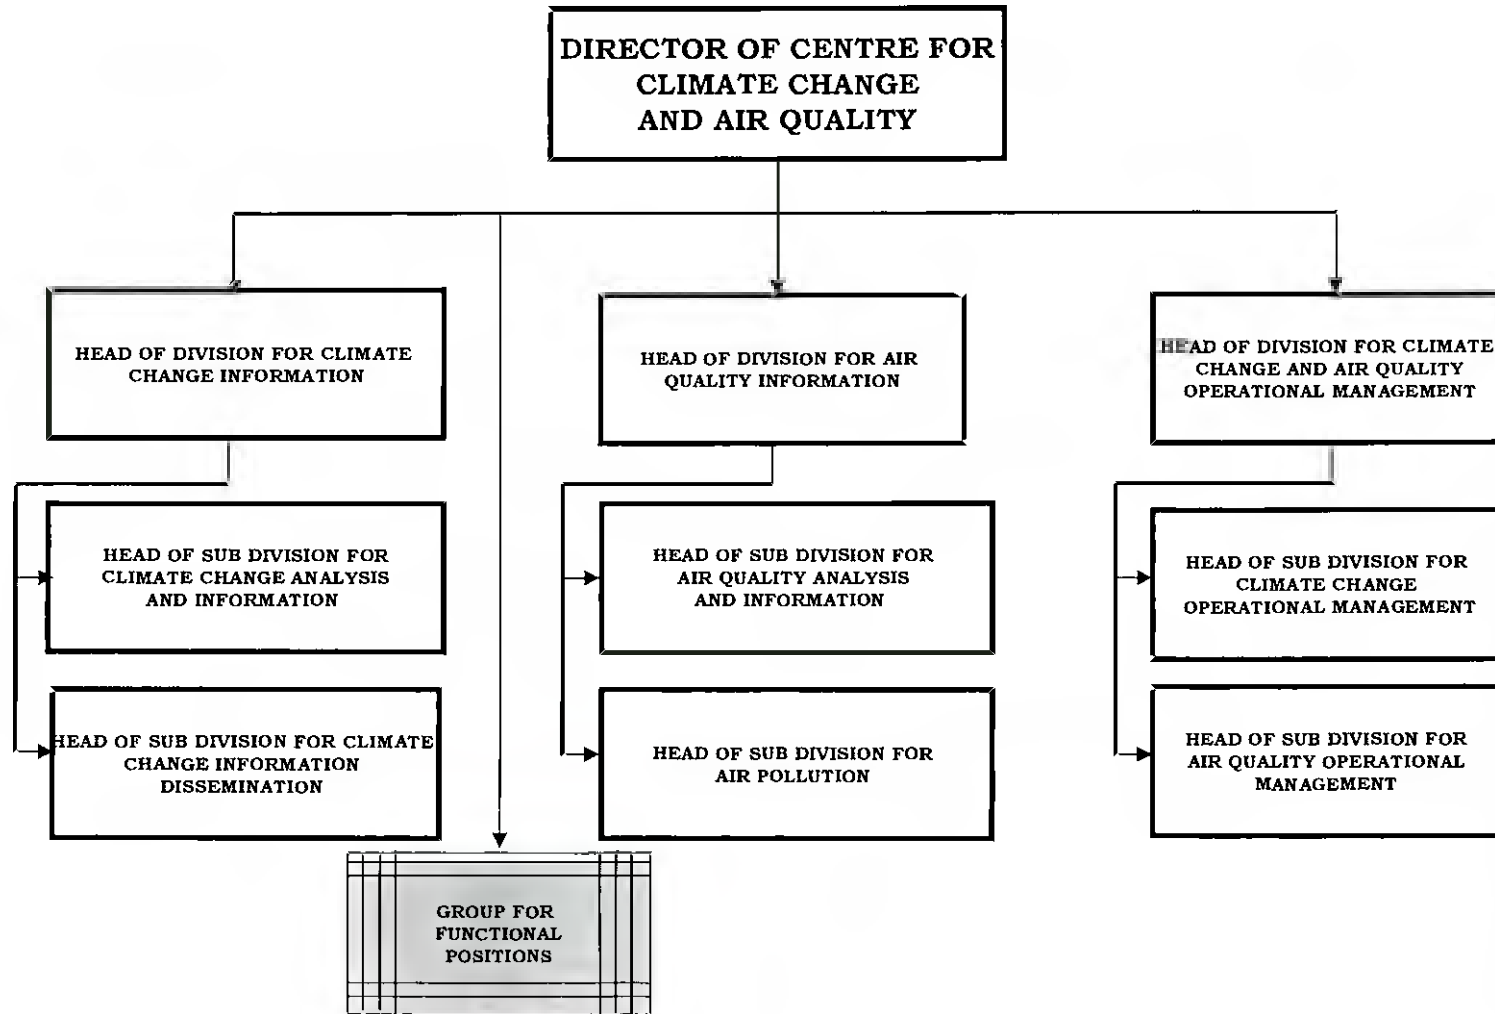 DIRECTOR OF CENTRE FOR
CLIMATE CHANGE
AND AIR QUALITY
HEAD OF DIVISION FOR CLIMATE
CHANGE INFORMATION
HEAD OF DIVISION FOR AIR
QUALITY INFORMATION
HEAD OF DIVISION FOR CLIMATE
CHANGE AND AIR QUALITY
OPERATIONAL MANAGEMENT
HEAD OF SUB DIVISION FOR
CLIMATE CHANGE ANALYSIS
AND INFORMATION
HEAD OF SUB DIVISION FOR
AIR QUALITY ANALYSIS
AND INFORMATION
HEAD OF SUB DIVISION FOR
CLIMATE CHANGE
OPERATIONAL MANAGEMENT
HEAD OF SUB DIVISION FOR CLIMATE
CHANGE INFORMATION
DISSEMINATION
HEAD OF SUB DIVISION FOR
AIR POLLUTION
HEAD OF SUB DIVISION FOR
AIR QUALITY OPERATIONAL
MANAGEMENT
GROUP FOR
FUNCTIONAL
POSITIONS